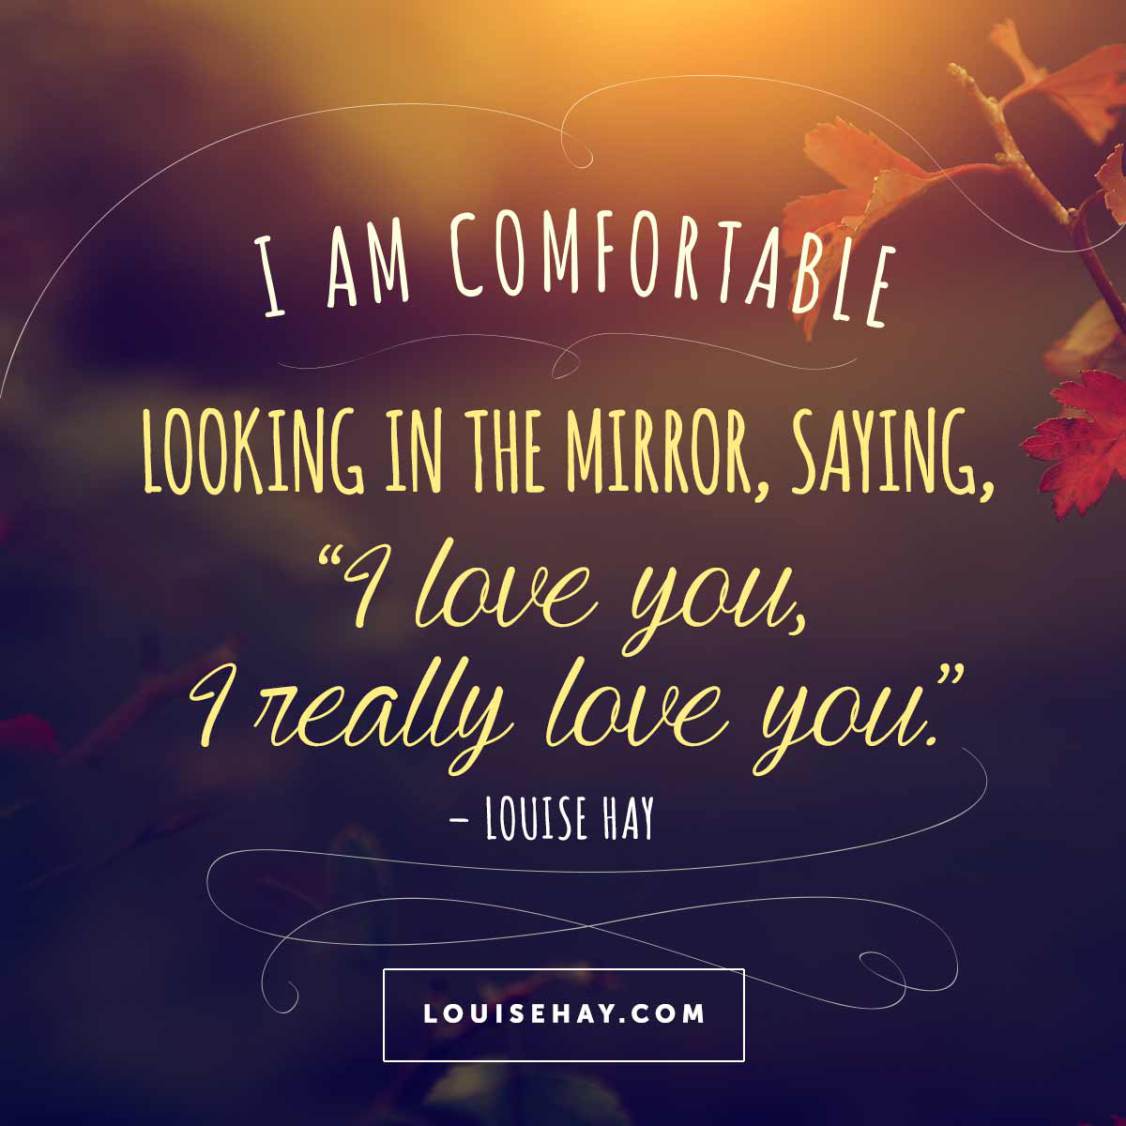 I AM COMFORTABLE
LOOKING IN THE MIRROR, SAYING,
“I love you,
I really love you.”
– LOUISE HAY
LOUISEHAY.COM